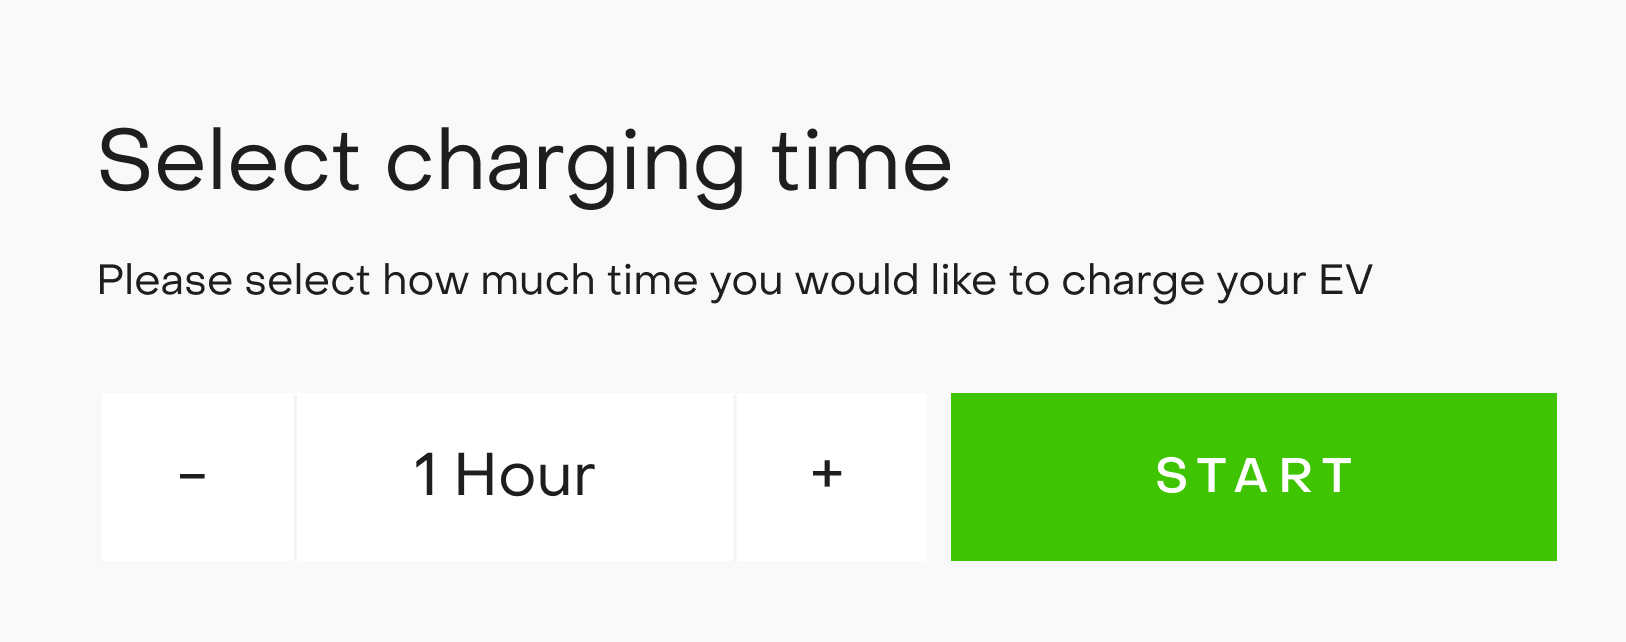 Select charging time
Please select how much time you would like to charge your EV
– 1 Hour + START